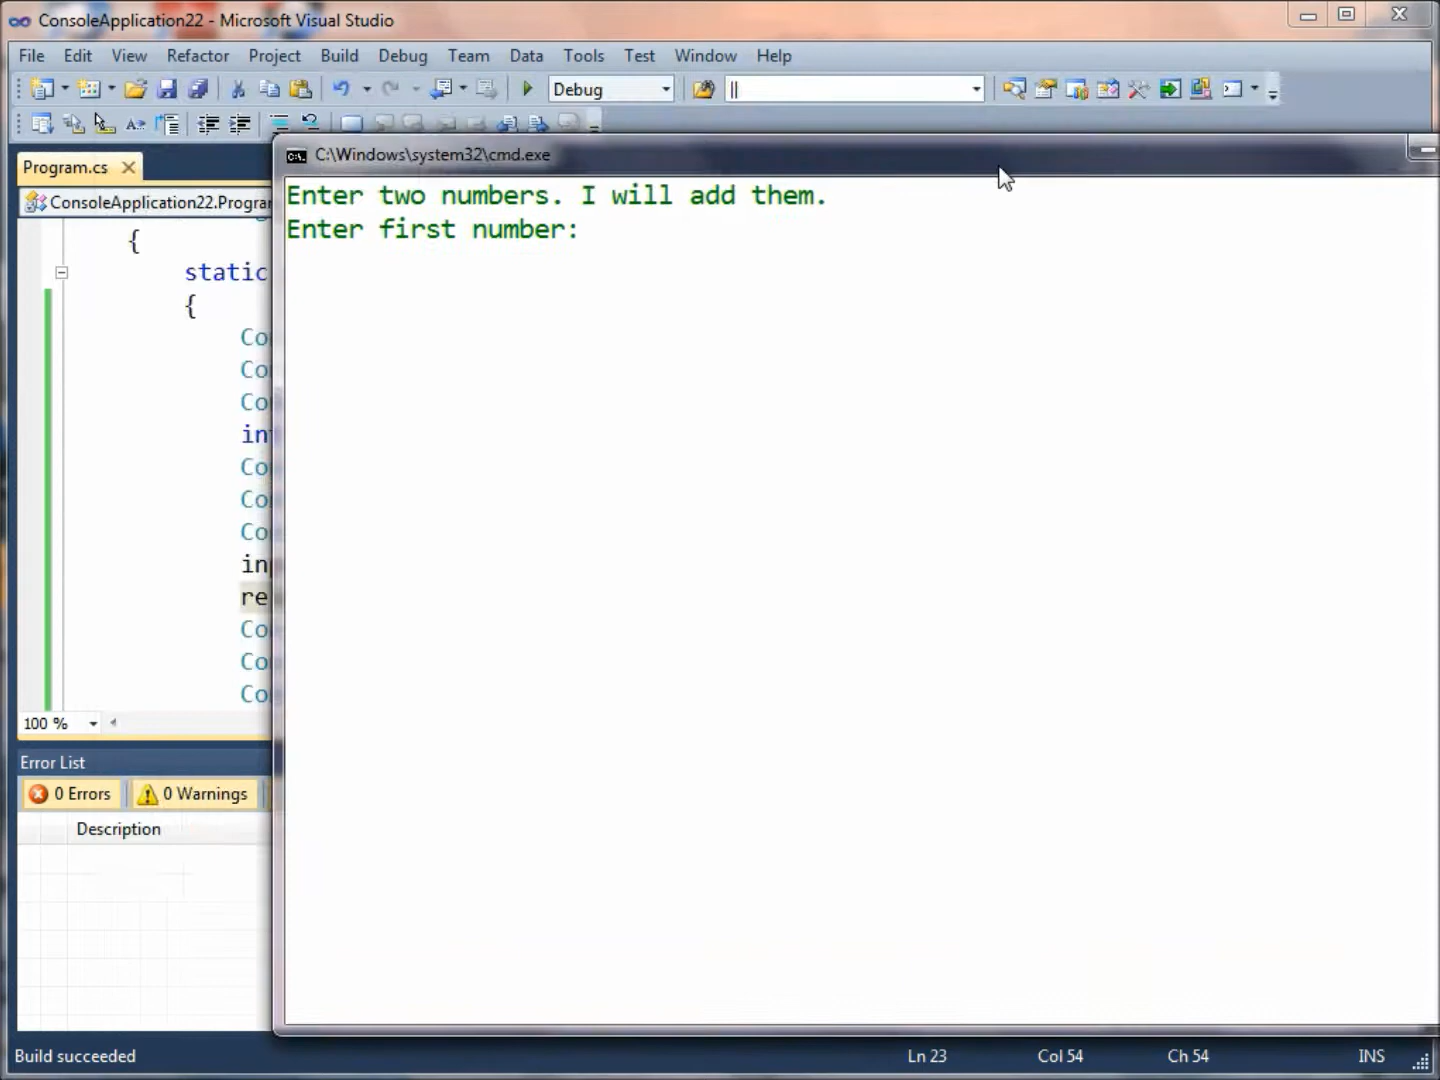 ConsoleApplication22 - Microsoft Visual Studio
File Edit View Refactor Project Build Debug Team Data Tools Test Window Help
Debug ||
Program.cs
C:\Windows\system32\cmd.exe
ConsoleApplication22.Progra
Enter two numbers. I will add them.
Enter first number:
{
static
{
Co
Co
Co
in
Co
Co
Co
inp
re
Co
Co
Co
100 %
Error List
0 Errors 0 Warnings
Description
Build succeeded Ln 23 Col 54 Ch 54 INS